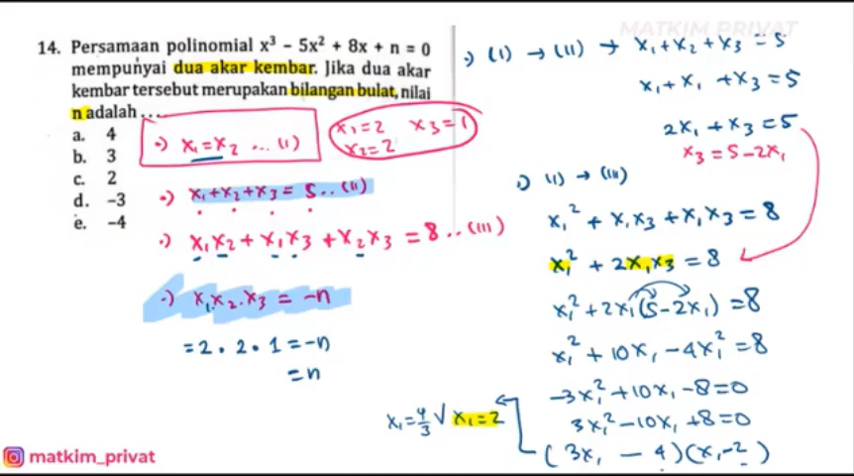 MATKIM PRIVAT
14. Persamaan polinomial x³ − 5x² + 8x + n = 0
mempunyai dua akar kembar. Jika dua akar
kembar tersebut merupakan bilangan bulat, nilai
n adalah ...
a. 4
b. 3
c. 2
d. −3
e. −4
•) x₁ = x₂ ... (I)
x₁ = 2 x₃ = 1
x₂ = 2
•) x₁ + x₂ + x₃ = 5 .. (II)
•) x₁x₂ + x₁x₃ + x₂x₃ = 8 .. (III)
•) x₁x₂.x₃ = −n
= 2 . 2 . 1 = −n
= n
•) (I) → (II) → x₁ + x₂ + x₃ = 5
x₁ + x₁ + x₃ = 5
2x₁ + x₃ = 5
x₃ = 5 − 2x₁
•) (I) → (III)
x₁² + x₁x₃ + x₁x₃ = 8
x₁² + 2x₁x₃ = 8
x₁² + 2x₁(5 − 2x₁) = 8
x₁² + 10x₁ − 4x₁² = 8
−3x₁² + 10x₁ − 8 = 0
3x₁² − 10x₁ + 8 = 0
(3x₁ − 4)(x₁ − 2)
x₁ = 4/3 √ x₁ = 2
matkim_privat